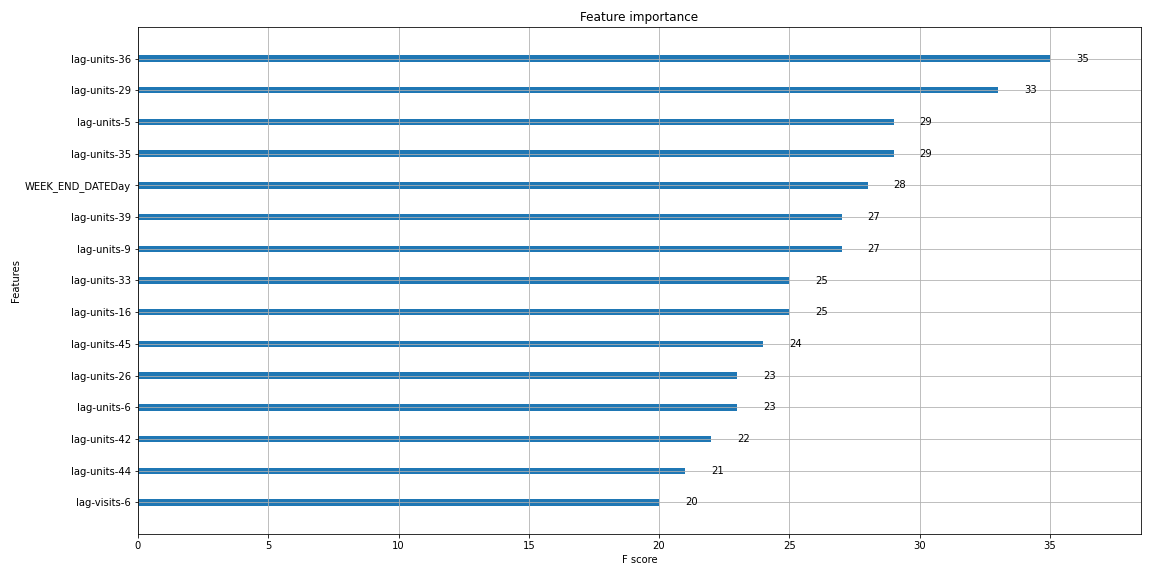 Feature importance
lag-units-36 35
lag-units-29 33
lag-units-5 29
lag-units-35 29
WEEK_END_DATEDay 28
lag-units-39 27
lag-units-9 27
lag-units-33 25
lag-units-16 25
lag-units-45 24
lag-units-26 23
lag-units-6 23
lag-units-42 22
lag-units-44 21
lag-visits-6 20
Features
0 5 10 15 20 25 30 35
F score